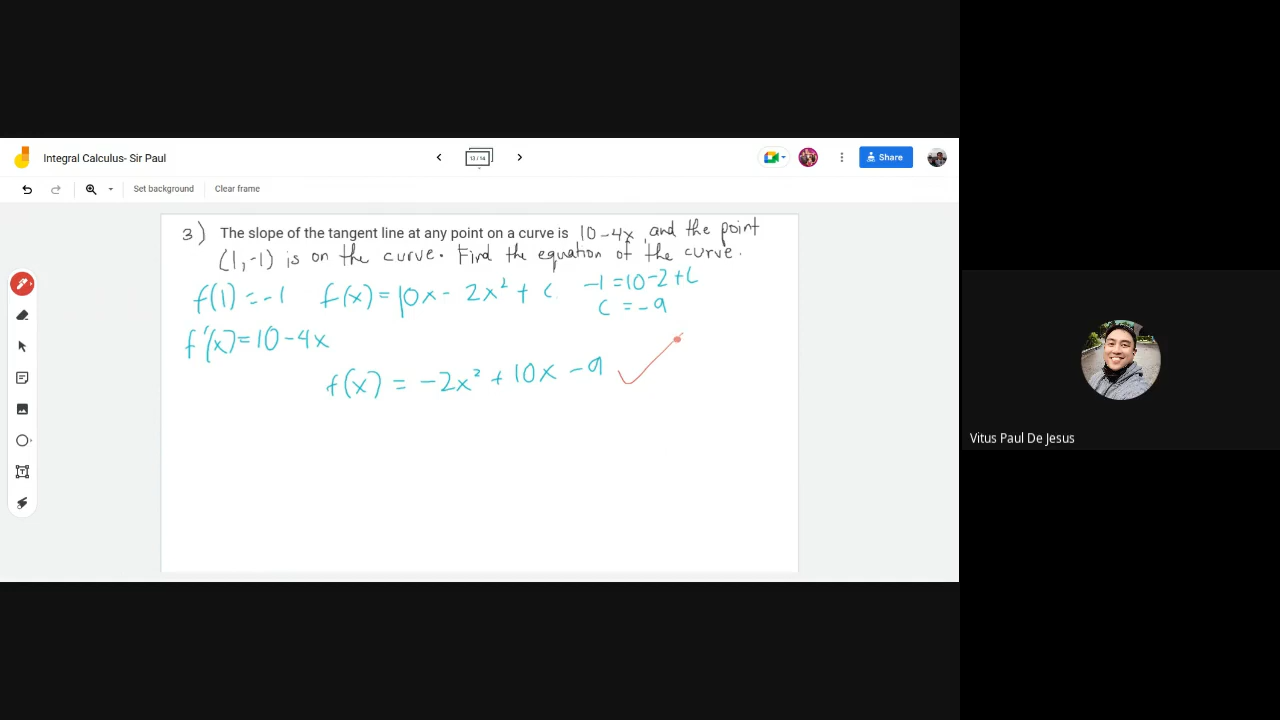 Integral Calculus- Sir Paul
13 / 14
Share
Set background
Clear frame
3) The slope of the tangent line at any point on a curve is 10-4x, and the point
(1,-1) is on the curve. Find the equation of the curve.
f(1) = -1 f(x) = 10x - 2x² + C -1 = 10-2+C
C = -9
f'(x) = 10-4x
f(x) = -2x² + 10x - 9
Vitus Paul De Jesus